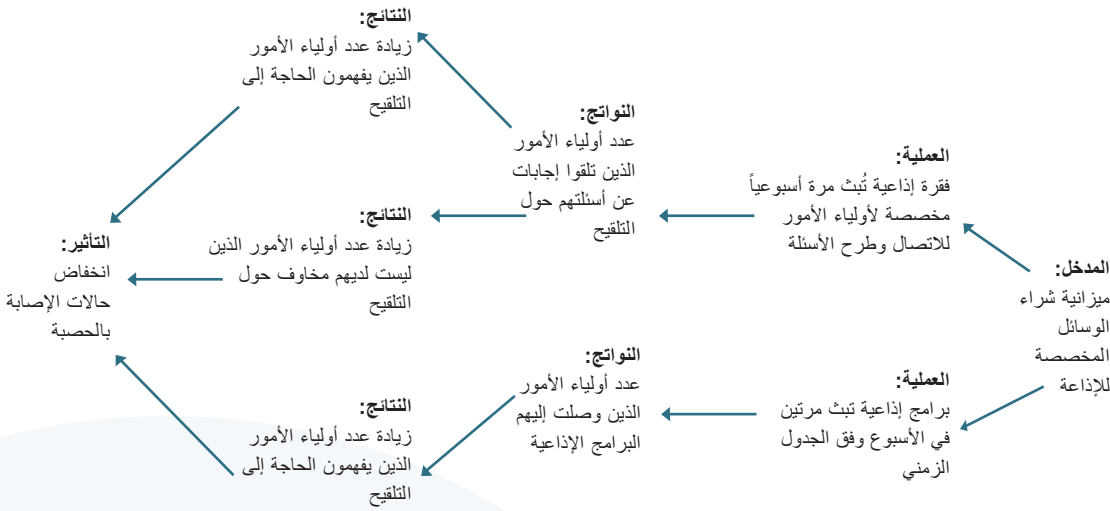 المدخل:
ميزانية شراء
الوسائل
المخصصة
للإذاعة
العملية:
فقرة إذاعية تُبث مرة أسبوعياً
مخصصة لأولياء الأمور
للاتصال وطرح الأسئلة
العملية:
برامج إذاعية تبث مرتين
في الأسبوع وفق الجدول
الزمني
النواتج:
عدد أولياء الأمور
الذين تلقوا إجابات
عن أسئلتهم حول
التلقيح
النواتج:
عدد أولياء الأمور
الذين وصلت إليهم
البرامج الإذاعية
النتائج:
زيادة عدد أولياء الأمور
الذين يفهمون الحاجة إلى
التلقيح
النتائج:
زيادة عدد أولياء الأمور الذين
ليست لديهم مخاوف حول
التلقيح
النتائج:
زيادة عدد أولياء الأمور
الذين يفهمون الحاجة إلى
التلقيح
التأثير:
انخفاض
حالات الإصابة
بالحصبة